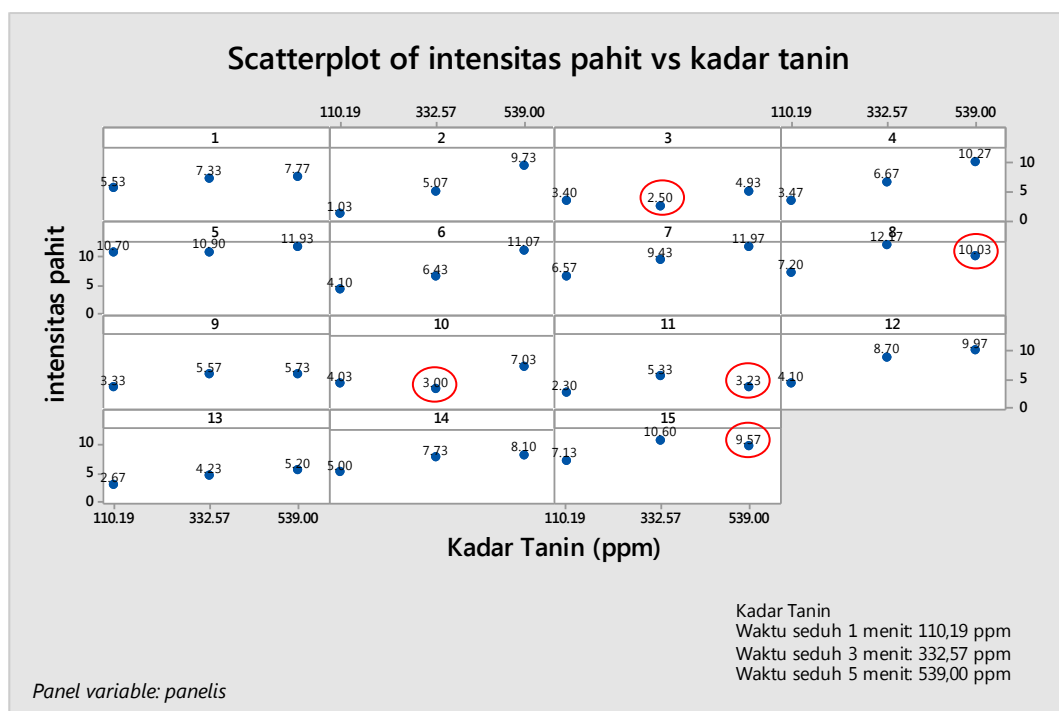 Scatterplot of intensitas pahit vs kadar tanin
110.19 332.57 539.00 110.19 332.57 539.00
1 2 3 4
5.53 7.33 7.77 1.03 5.07 9.73 3.40 2.50 4.93 3.47 6.67 10.27
10
5
0
5 6 7 8
10.70 10.90 11.93 4.10 6.43 11.07 6.57 9.43 11.97 7.20 12.17 10.03
10
5
0
9 10 11 12
3.33 5.57 5.73 4.03 3.00 7.03 2.30 5.33 3.23 4.10 8.70 9.97
10
5
0
13 14 15
2.67 4.23 5.20 5.00 7.73 8.10 7.13 10.60 9.57
10
5
0
110.19 332.57 539.00 110.19 332.57 539.00
intensitas pahit
Kadar Tanin (ppm)
Kadar Tanin
Waktu seduh 1 menit: 110,19 ppm
Waktu seduh 3 menit: 332,57 ppm
Waktu seduh 5 menit: 539,00 ppm
Panel variable: panelis